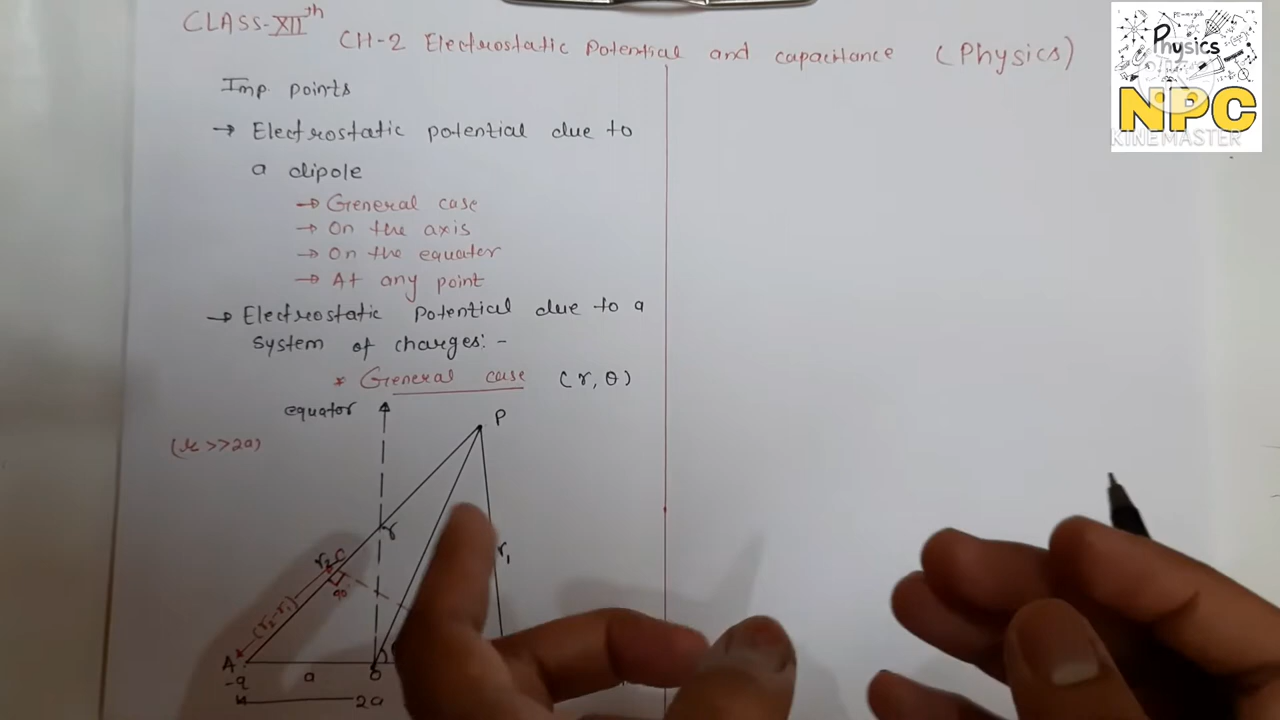 CLASS-XIIth
CH-2 Electrostatic Potential and capacitance (Physics)
Imp. points
→ Electrostatic potential due to
a dipole
→ General case
→ On the axis
→ On the equator
→ At any point
→ Electrostatic Potential due to a
system of charges:-
* General case (r, θ)
equator
P
(r >>2a)
r
r2 C
r1
90
(r2-r1)
A
-q
a
O
2a
Physics
NPC
KINEMASTER